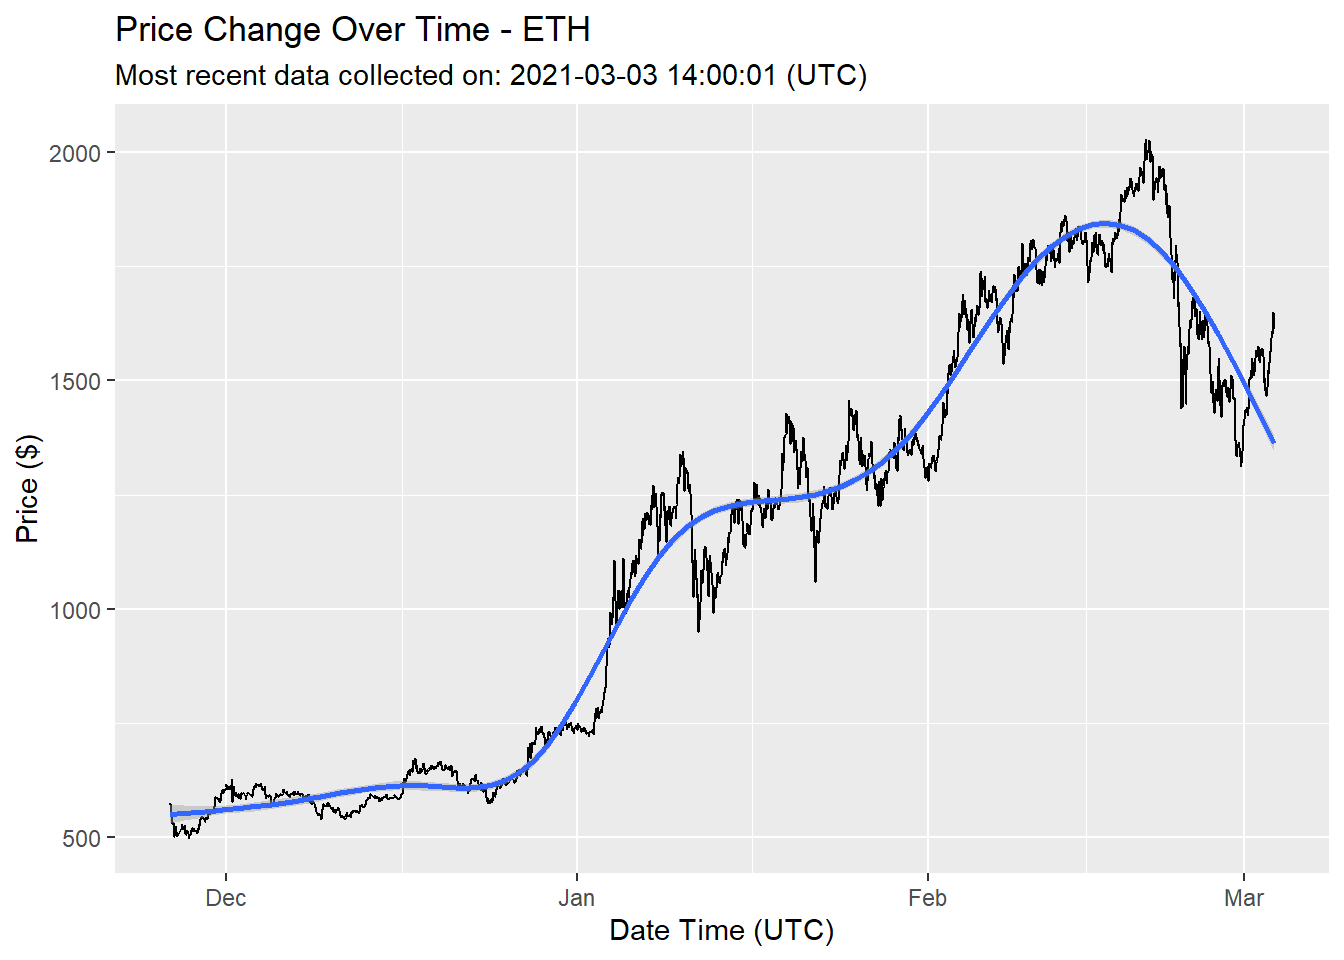 Price Change Over Time - ETH
Most recent data collected on: 2021-03-03 14:00:01 (UTC)
2000
1500
1000
500
Price ($)
Dec Jan Feb Mar
Date Time (UTC)